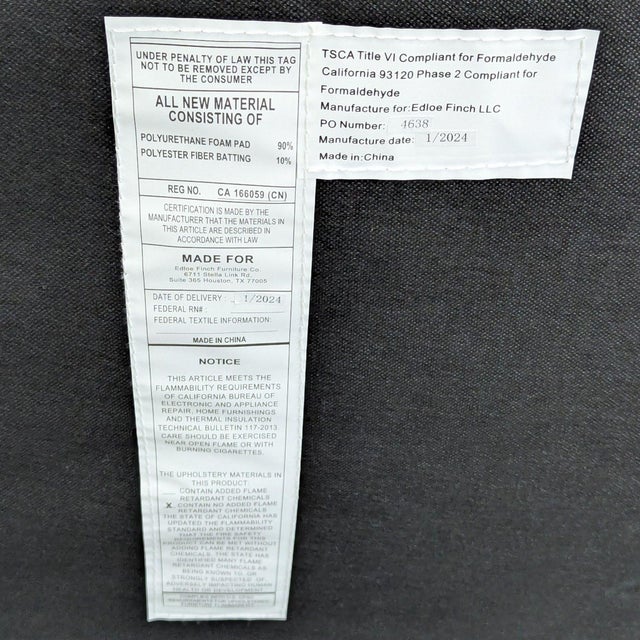 UNDER PENALTY OF LAW THIS TAG
NOT TO BE REMOVED EXCEPT BY
THE CONSUMER
ALL NEW MATERIAL
CONSISTING OF
POLYURETHANE FOAM PAD 90%
POLYESTER FIBER BATTING 10%
REG NO. CA 166059 (CN)
CERTIFICATION IS MADE BY THE
MANUFACTURER THAT THE MATERIALS IN
THIS ARTICLE ARE DESCRIBED IN
ACCORDANCE WITH LAW
MADE FOR
Edloe Finch Furniture Co.
6711 Stella Link Rd.
Suite 365 Houston, TX 77005
DATE OF DELIVERY: 1/2024
FEDERAL RN#:
FEDERAL TEXTILE INFORMATION:
MADE IN CHINA
NOTICE
THIS ARTICLE MEETS THE
FLAMMABILITY REQUIREMENTS
OF CALIFORNIA BUREAU OF
ELECTRONIC AND APPLIANCE
REPAIR, HOME FURNISHINGS
AND THERMAL INSULATION
TECHNICAL BULLETIN 117-2013.
CARE SHOULD BE EXERCISED
NEAR OPEN FLAME OR WITH
BURNING CIGARETTES.
THE UPHOLSTERY MATERIALS IN
THIS PRODUCT:
CONTAIN ADDED FLAME
RETARDANT CHEMICALS
X CONTAIN NO ADDED FLAME
RETARDANT CHEMICALS
THE STATE OF CALIFORNIA HAS
UPDATED THE FLAMMABILITY
STANDARD AND DETERMINED
THAT THE FIRE SAFETY
REQUIREMENTS FOR THIS
PRODUCT CAN BE MET WITHOUT
ADDING FLAME RETARDANT
CHEMICALS. THE STATE HAS
IDENTIFIED MANY FLAME
RETARDANT CHEMICALS AS
BEING KNOWN TO, OR
STRONGLY SUSPECTED OF,
ADVERSELY IMPACTING HUMAN
HEALTH OR DEVELOPMENT
TSCA Title VI Compliant for Formaldehyde
California 93120 Phase 2 Compliant for
Formaldehyde
Manufacture for:Edloe Finch LLC
PO Number: 4638
Manufacture date: 1/2024
Made in:China